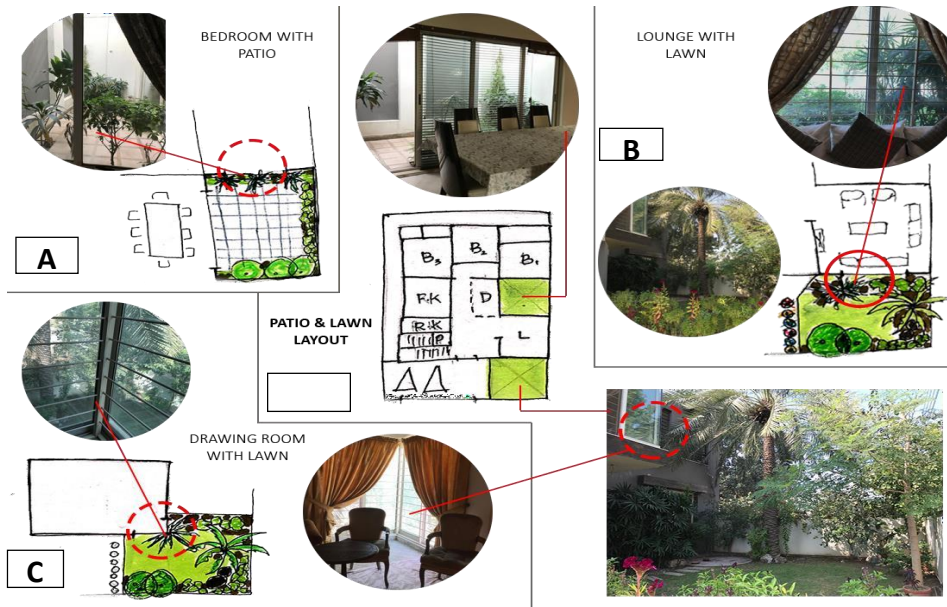 BEDROOM WITH
PATIO
A
LOUNGE WITH
LAWN
B
PATIO & LAWN
LAYOUT
B3
B2
B1
F·K
D
R·K
P
L
DRAWING ROOM
WITH LAWN
C